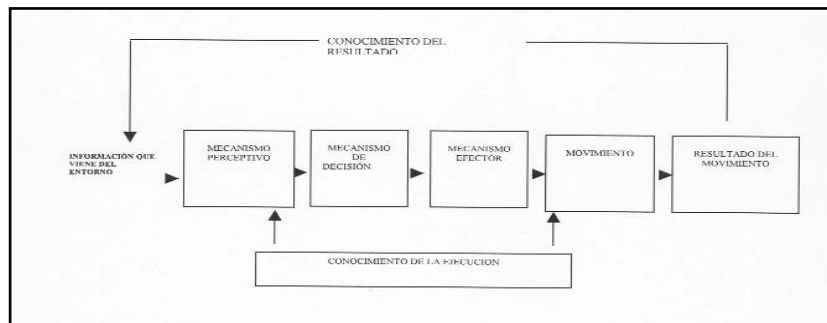 CONOCIMIENTO DEL
RESULTADO
INFORMACIÓN QUE
VIENE DEL
ENTORNO
MECANISMO
PERCEPTIVO
MECANISMO
DE
DECISIÓN
MECANISMO
EFECTOR
MOVIMIENTO
RESULTADO DEL
MOVIMIENTO
CONOCIMIENTO DE LA EJECUCION